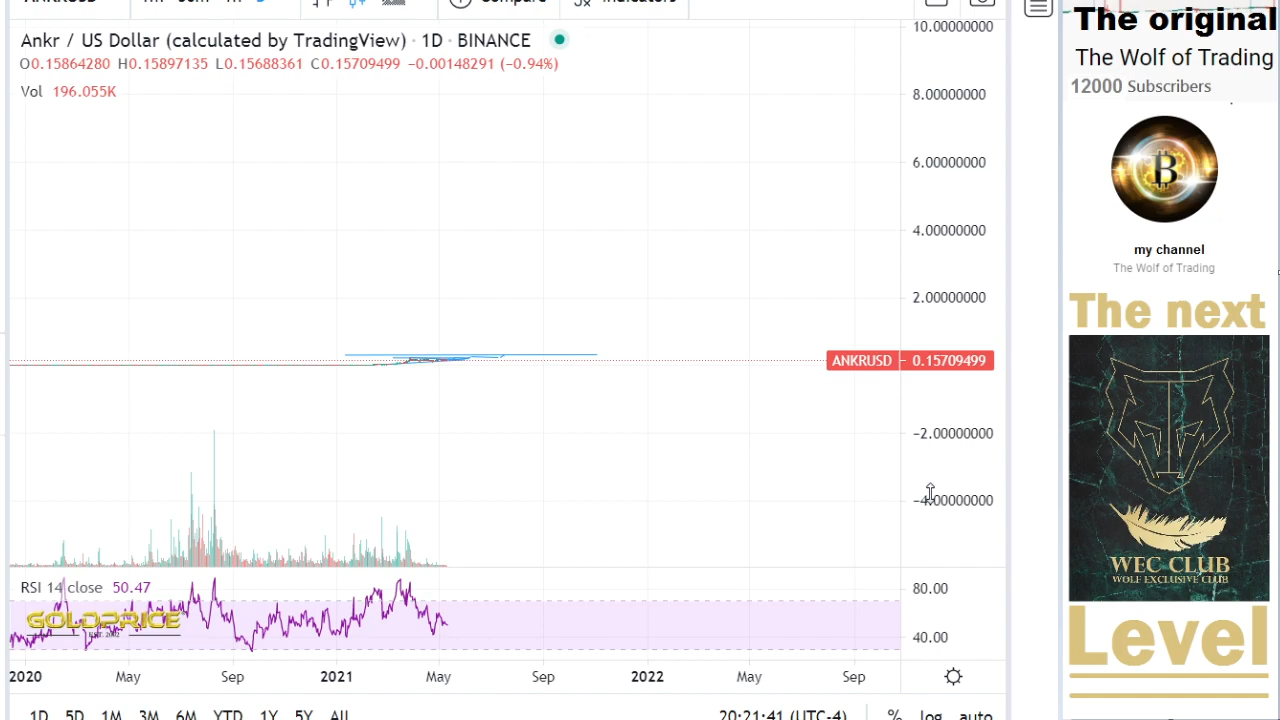 Compare
Indicators
Ankr / US Dollar (calculated by TradingView) · 1D · BINANCE
O0.15864280 H0.15897135 L0.15688361 C0.15709499 −0.00148291 (−0.94%)
Vol 196.055K
10.00000000
8.00000000
6.00000000
4.00000000
2.00000000
ANKRUSD 0.15709499
−2.00000000
−4.00000000
RSI 14 close 50.47
GOLDPRICE
EST. 2002
80.00
40.00
2020 May Sep 2021 May Sep 2022 May Sep
1D 5D 1M 3M 6M YTD 1Y 5Y All
20:21:41 (UTC-4) % log auto
The original
The Wolf of Trading
12000 Subscribers
B
my channel
The Wolf of Trading
The next
WEC CLUB
WOLF EXCLUSIVE CLUB
Level